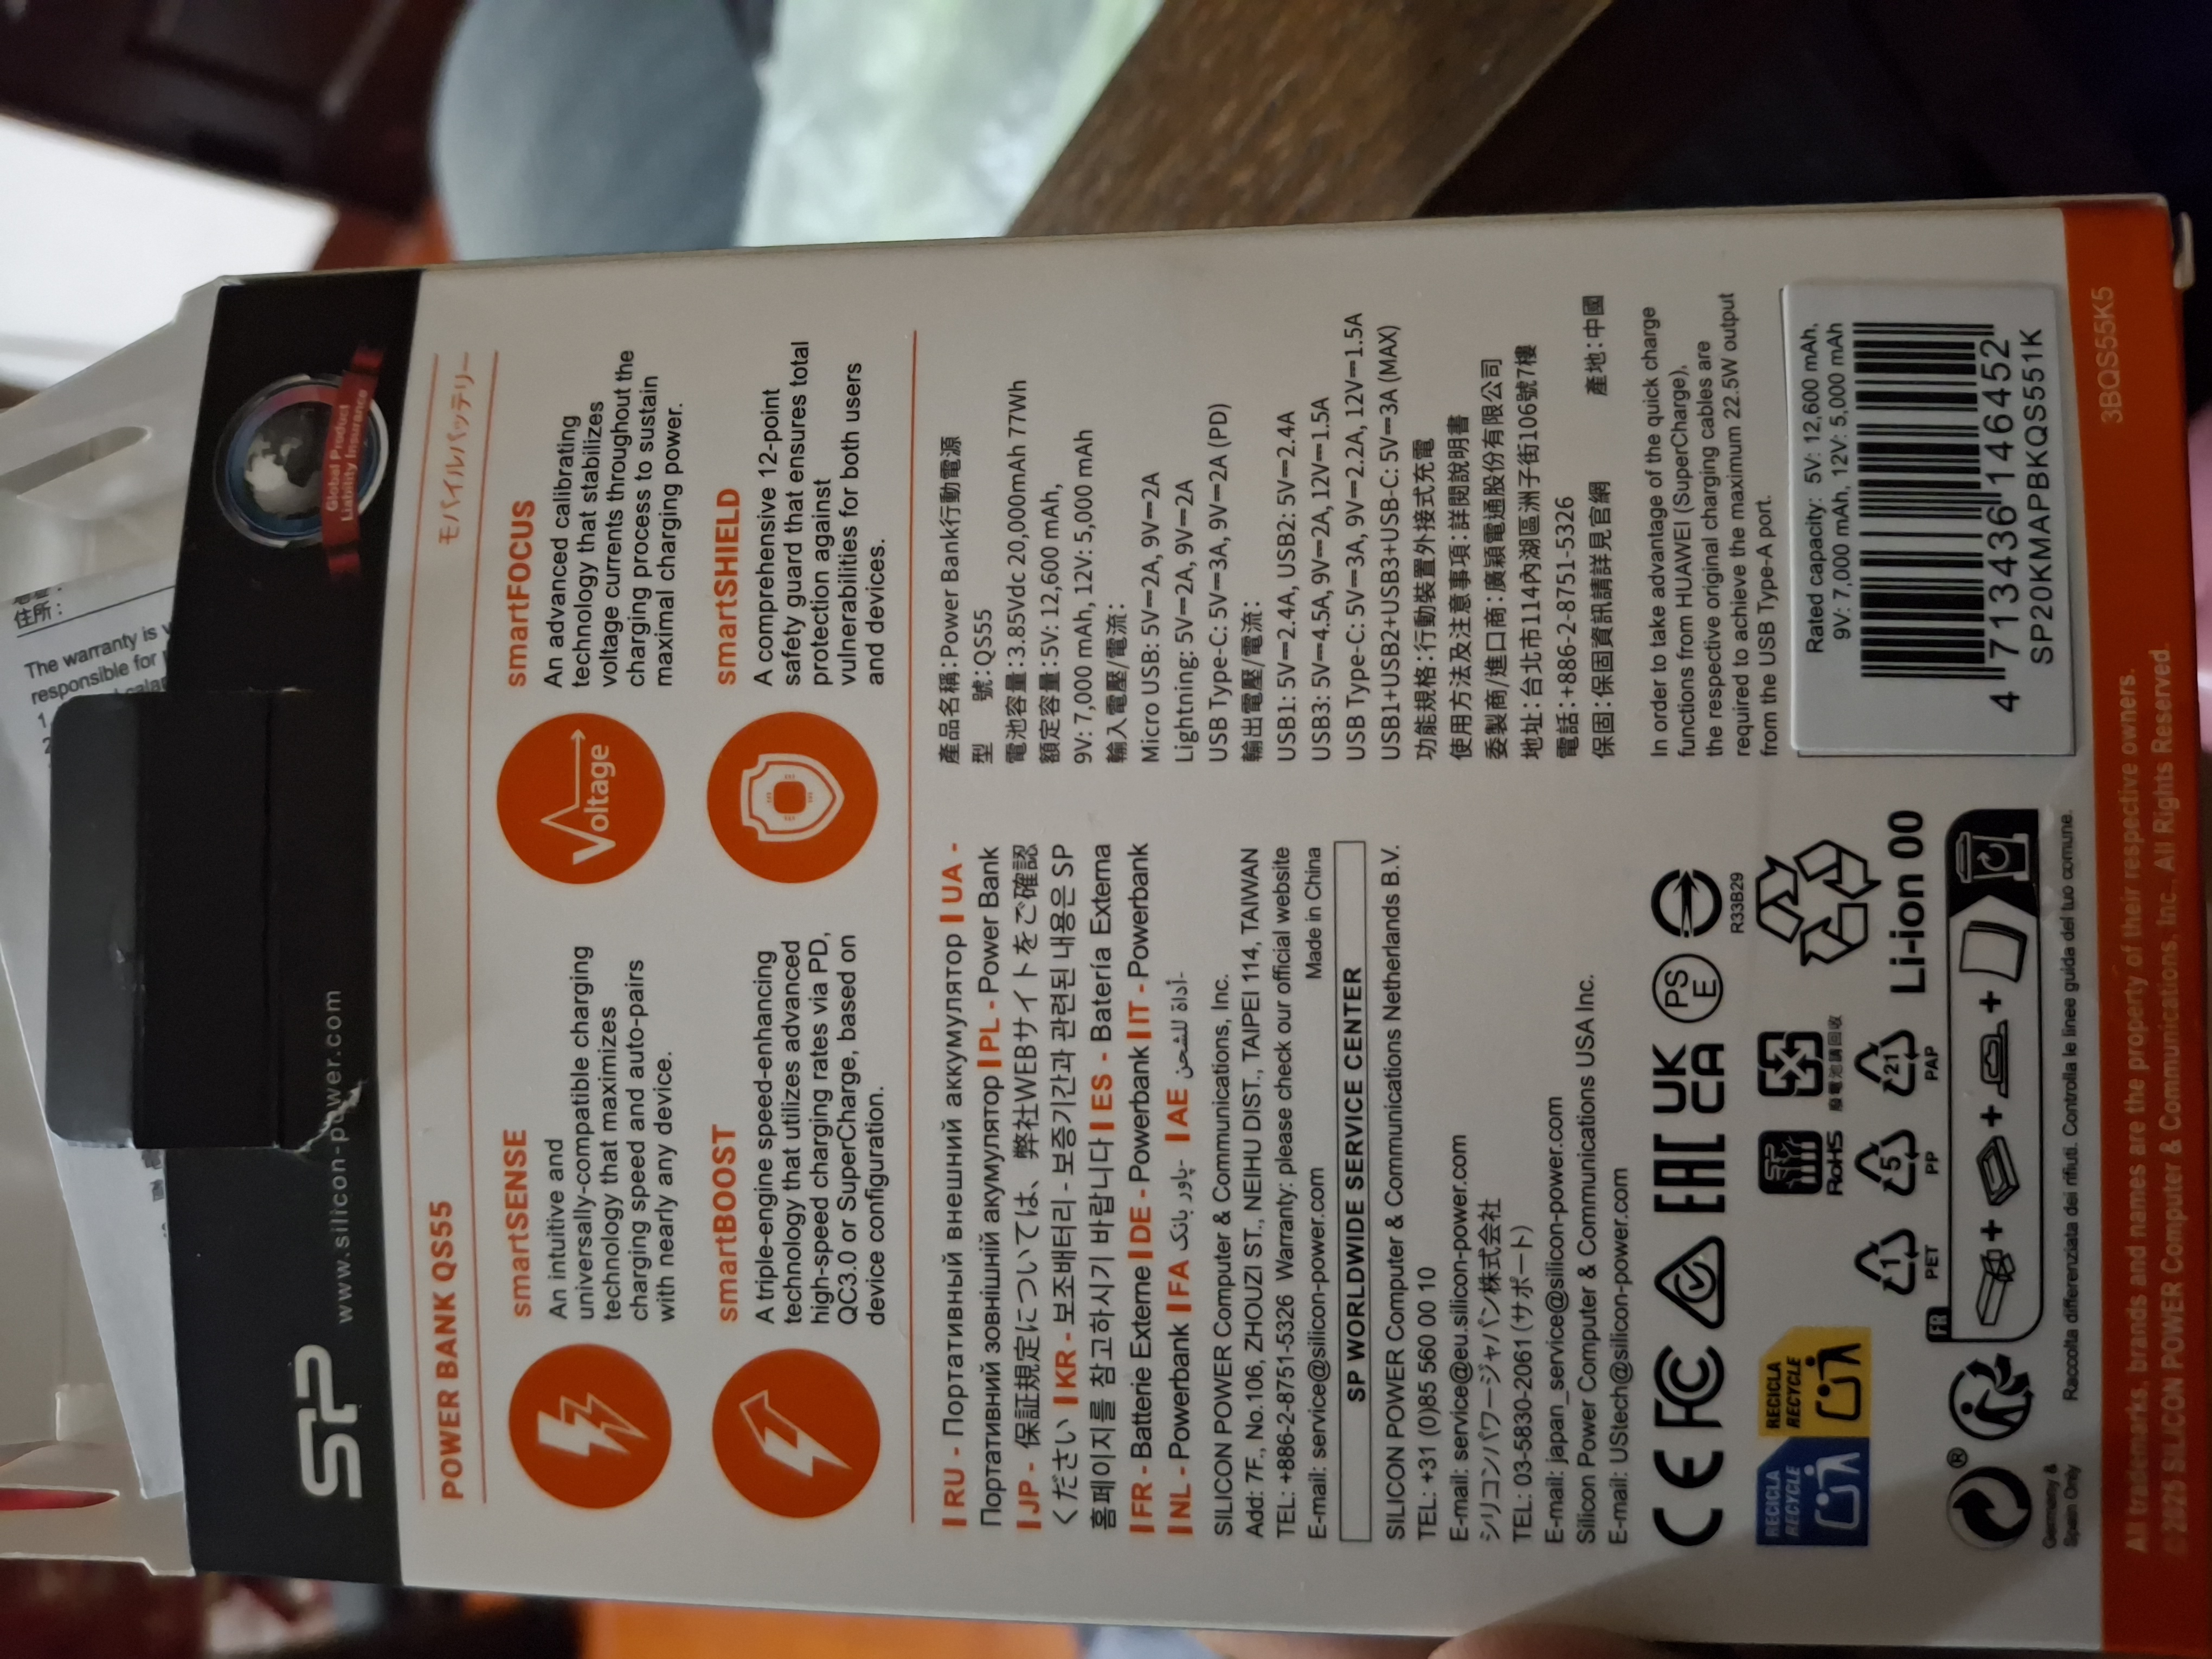 SP
www.silicon-power.com
Global Product
Liability Insurance
住所:
The warranty is
responsible for
1
2
POWER BANK QS55
モバイルバッテリー
smartSENSE
An intuitive and
universally-compatible charging
technology that maximizes
charging speed and auto-pairs
with nearly any device.
Voltage
smartFOCUS
An advanced calibrating
technology that stabilizes
voltage currents throughout the
charging process to sustain
maximal charging power.
smartBOOST
A triple-engine speed-enhancing
technology that utilizes advanced
high-speed charging rates via PD,
QC3.0 or SuperCharge, based on
device configuration.
smartSHIELD
A comprehensive 12-point
safety guard that ensures total
protection against
vulnerabilities for both users
and devices.
| RU - Портативный внешний аккумулятор | UA -
Портативний зовнішній акумулятор | PL - Power Bank
| JP - 保証規定については、弊社WEBサイトをご確認
ください | KR - 보조배터리 - 보증기간과 관련된 내용은 SP
홈페이지를 참고하시기 바랍니다 | ES - Batería Externa
| FR - Batterie Externe | DE - Powerbank | IT - Powerbank
| NL - Powerbank | FA پاور بانک- | AE أداة للشحن-
SILICON POWER Computer & Communications, Inc.
Add: 7F., No.106, ZHOUZI ST., NEIHU DIST., TAIPEI 114, TAIWAN
TEL: +886-2-8751-5326 Warranty: please check our official website
E-mail: service@silicon-power.com Made in China
SP WORLDWIDE SERVICE CENTER
SILICON POWER Computer & Communications Netherlands B.V.
TEL: +31 (0)85 560 00 10
E-mail: service@eu.silicon-power.com
シリコンパワージャパン株式会社
TEL: 03-5830-2061 (サポート)
E-mail: japan_service@silicon-power.com
Silicon Power Computer & Communications USA Inc.
E-mail: UStech@silicon-power.com
CE FC EAC UK CA PS E
R33B29
RECICLA
RECYCLE
RECICLA
RECYCLE
RoHS
廢電池請回收
1 PET
5 PP
21 PAP
Li-ion 00
FR
®
Germany &
Spain Only
Raccolta differenziata dei rifiuti. Controlla le linee guida del tuo comune.
產品名稱:Power Bank行動電源
型 號:QS55
電池容量:3.85Vdc 20,000mAh 77Wh
額定容量:5V: 12,600 mAh,
9V: 7,000 mAh, 12V: 5,000 mAh
輸入電壓/電流:
Micro USB: 5V⎓2A, 9V⎓2A
Lightning: 5V⎓2A, 9V⎓2A
USB Type-C: 5V⎓3A, 9V⎓2A (PD)
輸出電壓/電流:
USB1: 5V⎓2.4A, USB2: 5V⎓2.4A
USB3: 5V⎓4.5A, 9V⎓2A, 12V⎓1.5A
USB Type-C: 5V⎓3A, 9V⎓2.2A, 12V⎓1.5A
USB1+USB2+USB3+USB-C: 5V⎓3A (MAX)
功能規格:行動裝置外接式充電
使用方法及注意事項:詳閱說明書
委製商/進口商:廣穎電通股份有限公司
地址:台北市114內湖區洲子街106號7樓
電話:+886-2-8751-5326
保固:保固資訊請詳見官網 產地:中國
In order to take advantage of the quick charge
functions from HUAWEI (SuperCharge),
the respective original charging cables are
required to achieve the maximum 22.5W output
from the USB Type-A port.
Rated capacity: 5V: 12,600 mAh,
9V: 7,000 mAh, 12V: 5,000 mAh
4 713436 146452
SP20KMAPBKQS551K
All trademarks, brands and names are the property of their respective owners.
© 2025 SILICON POWER Computer & Communications, Inc., All Rights Reserved.
3BQS55K5